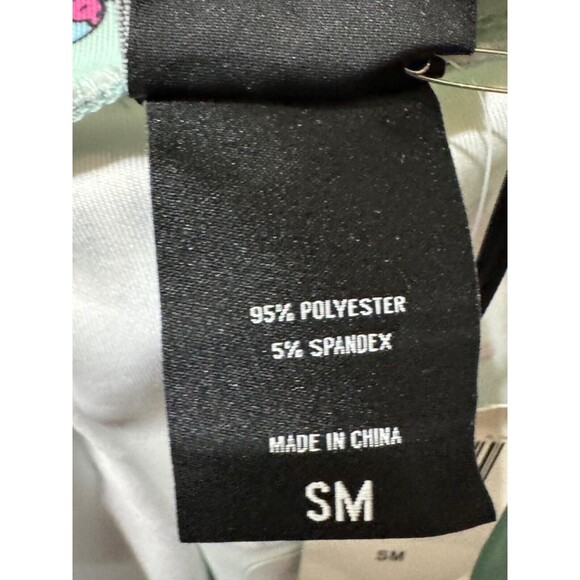 95% POLYESTER
5% SPANDEX
MADE IN CHINA
SM
SM